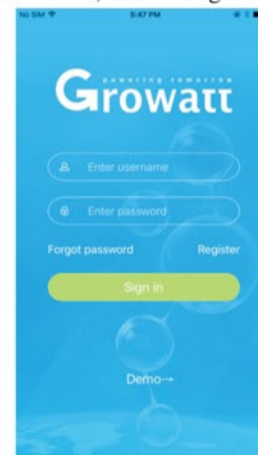 No SIM 5:47 PM
powering tomorrow
Growatt
Enter username
Enter password
Forgot password Register
Sign in
Demo→